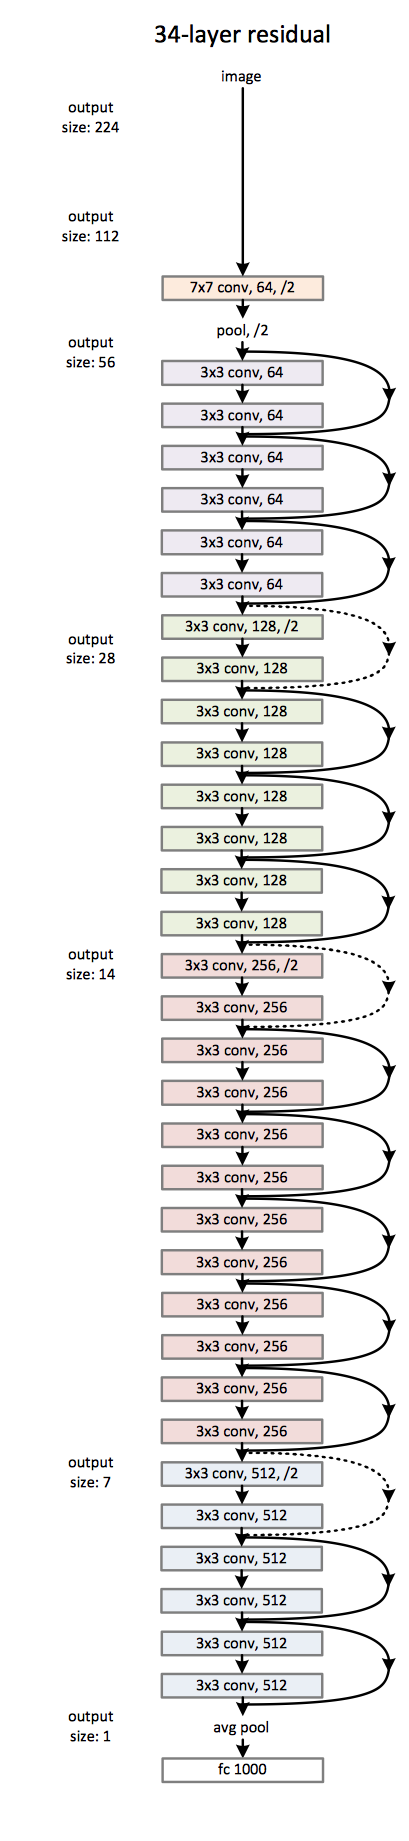 34-layer residual
image
output
size: 224
output
size: 112
7x7 conv, 64, /2
pool, /2
output
size: 56
3x3 conv, 64
3x3 conv, 64
3x3 conv, 64
3x3 conv, 64
3x3 conv, 64
3x3 conv, 64
output
size: 28
3x3 conv, 128, /2
3x3 conv, 128
3x3 conv, 128
3x3 conv, 128
3x3 conv, 128
3x3 conv, 128
3x3 conv, 128
3x3 conv, 128
output
size: 14
3x3 conv, 256, /2
3x3 conv, 256
3x3 conv, 256
3x3 conv, 256
3x3 conv, 256
3x3 conv, 256
3x3 conv, 256
3x3 conv, 256
3x3 conv, 256
3x3 conv, 256
3x3 conv, 256
3x3 conv, 256
output
size: 7
3x3 conv, 512, /2
3x3 conv, 512
3x3 conv, 512
3x3 conv, 512
3x3 conv, 512
3x3 conv, 512
output
size: 1
avg pool
fc 1000